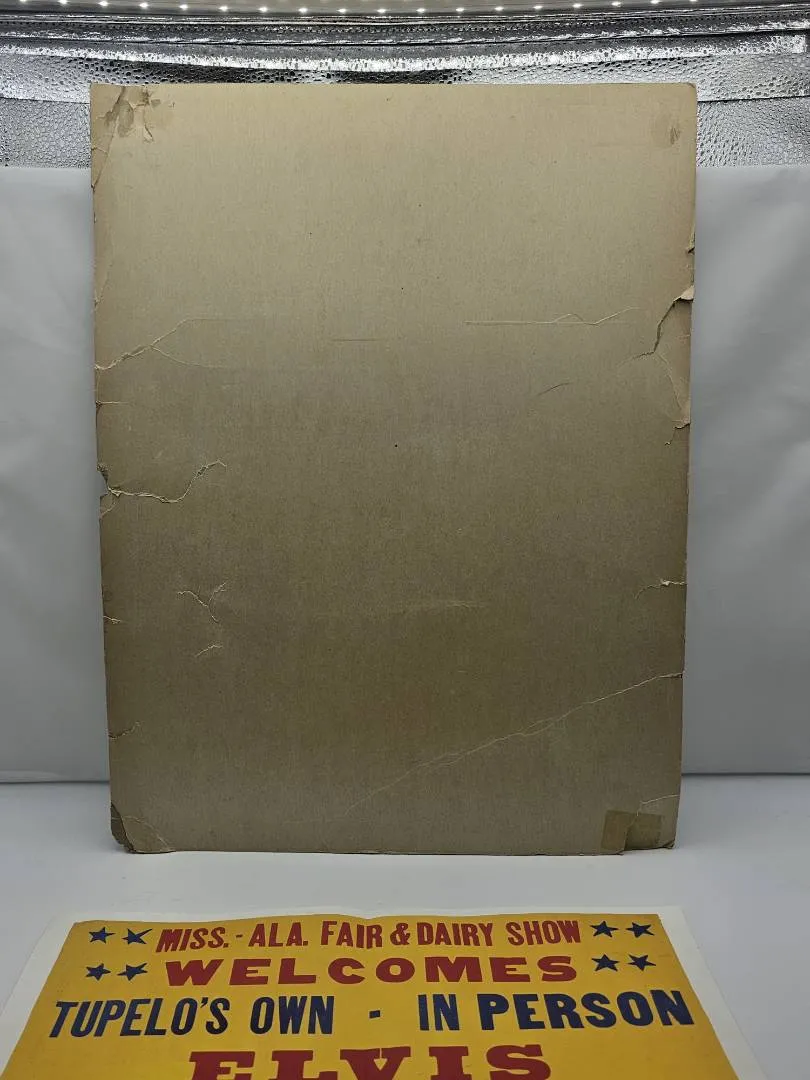 MISS. - ALA. FAIR & DAIRY SHOW
WELCOMES
TUPELO'S OWN - IN PERSON
ELVIS